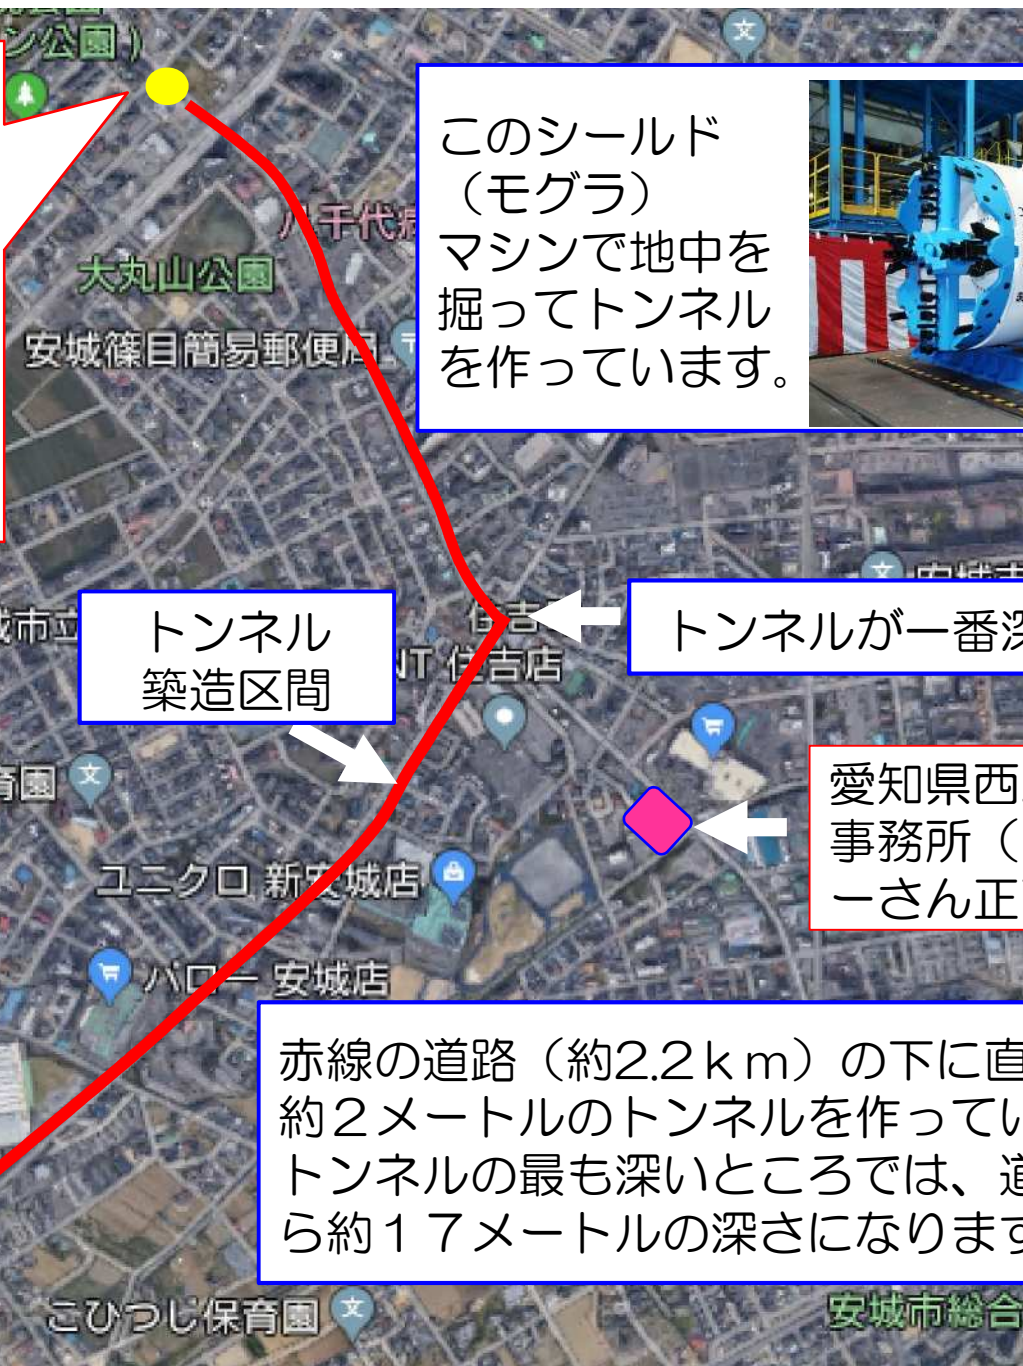 ン公園）
このシールド
（モグラ）
マシンで地中を
掘ってトンネル
を作っています。
八千代
大丸山公園
安城篠目簡易郵便局
トンネル
築造区間
住吉
NT 住吉店
トンネルが一番深
城市立
育園
愛知県西
事務所（
ーさん正
ユニクロ 新安城店
バロー 安城店
赤線の道路（約2.2ｋｍ）の下に直
約２メートルのトンネルを作ってい
トンネルの最も深いところでは、道
ら約１７メートルの深さになります
こひつじ保育園
安城市総合